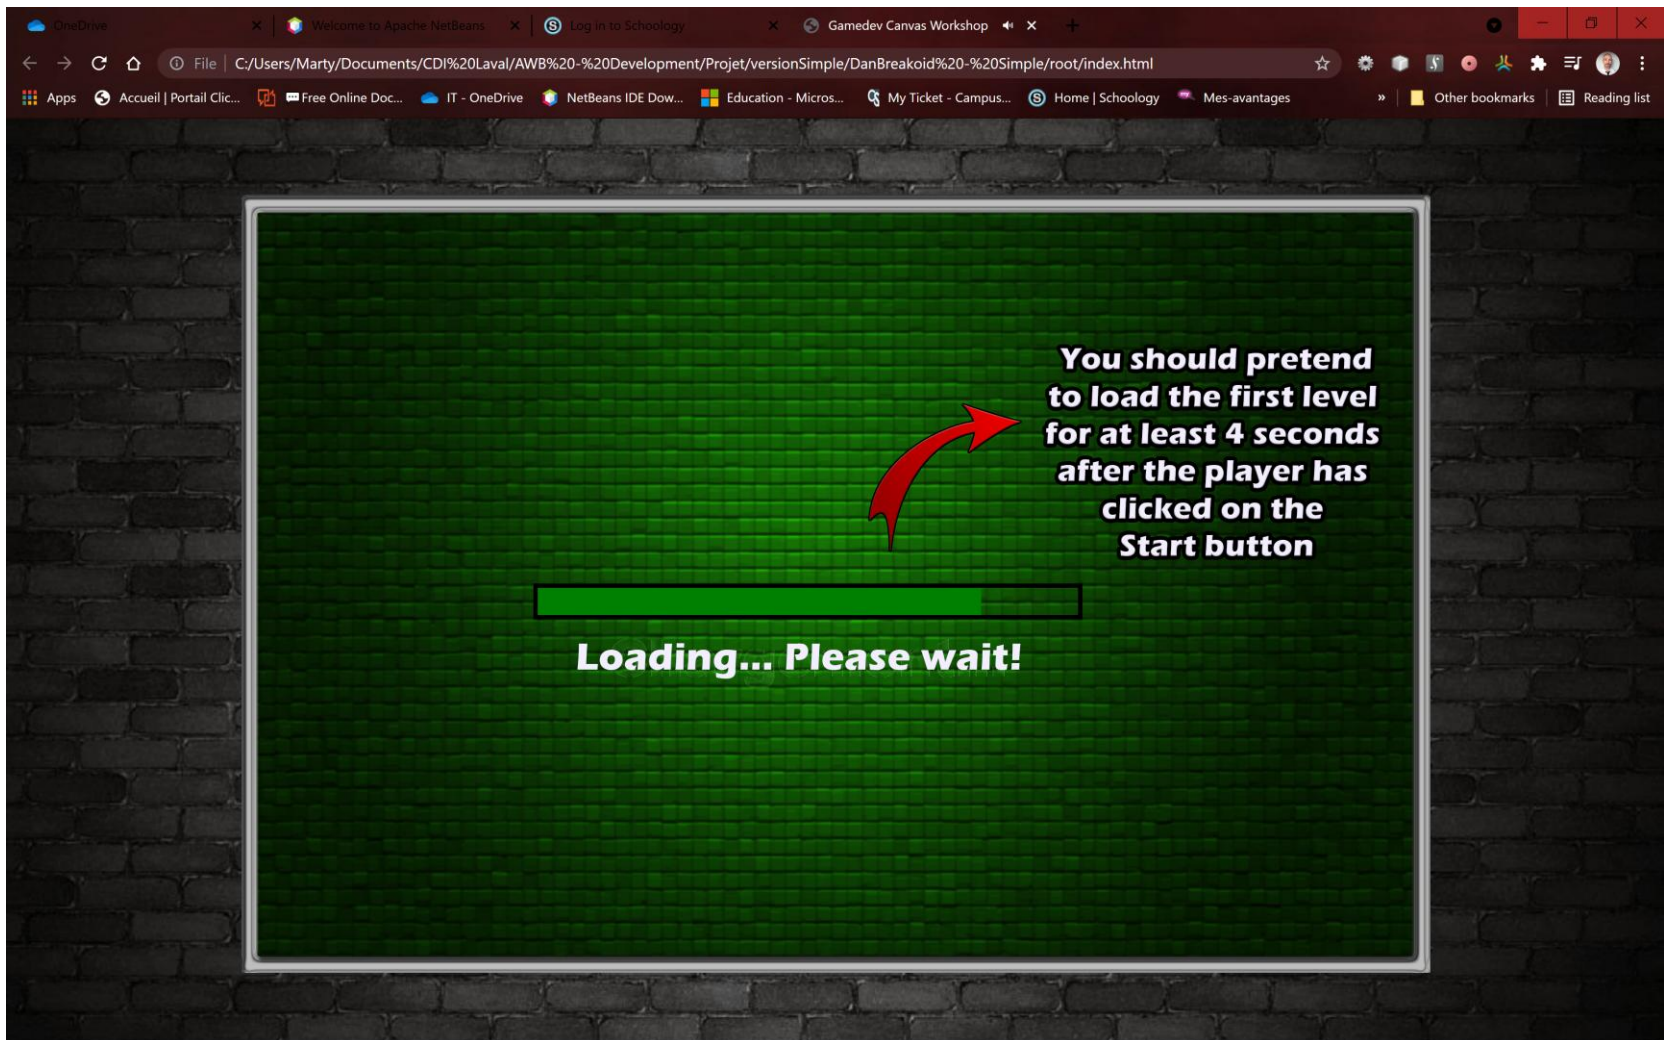 OneDrive
Welcome to Apache NetBeans
Log in to Schoology
Gamedev Canvas Workshop
File | C:/Users/Marty/Documents/CDI%20Laval/AWB%20-%20Development/Projet/versionSimple/DanBreakoid%20-%20Simple/root/index.html
Apps
Accueil | Portail Clic...
Free Online Doc...
IT - OneDrive
NetBeans IDE Dow...
Education - Micros...
My Ticket - Campus...
Home | Schoology
Mes-avantages
»
Other bookmarks
Reading list
You should pretend
to load the first level
for at least 4 seconds
after the player has
clicked on the
Start button
Loading... Please wait!